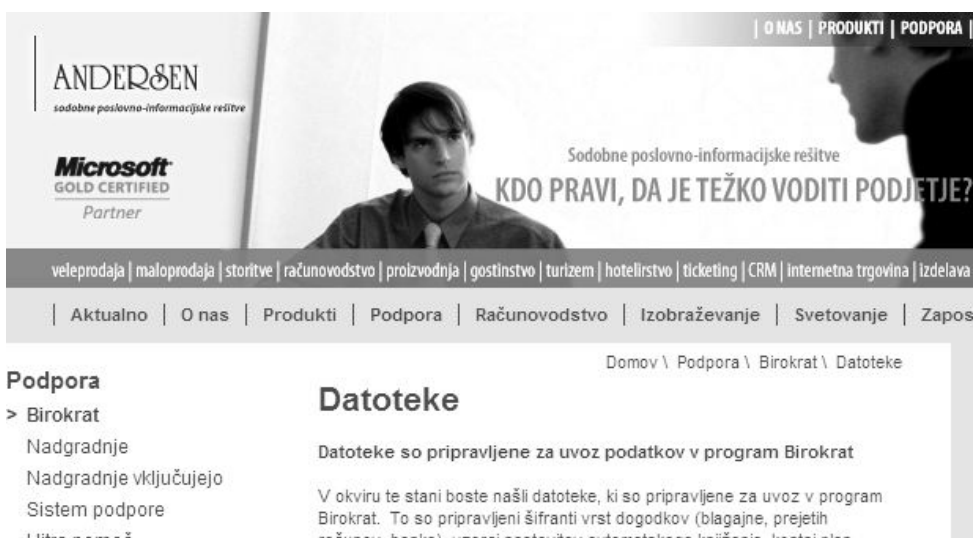 | O NAS | PRODUKTI | PODPORA |
ANDERSEN
sodobne poslovno-informacijske rešitve
Microsoft
GOLD CERTIFIED
Partner
Sodobne poslovno-informacijske rešitve
KDO PRAVI, DA JE TEŽKO VODITI PODJETJE?
veleprodaja | maloprodaja | storitve | računovodstvo | proizvodnja | gostinstvo | turizem | hotelirstvo | ticketing | CRM | internetna trgovina | izdelava
| Aktualno | O nas | Produkti | Podpora | Računovodstvo | Izobraževanje | Svetovanje | Zapos
Domov \ Podpora \ Birokrat \ Datoteke
Podpora
> Birokrat
Nadgradnje
Nadgradnje vključujejo
Sistem podpore
Datoteke
Datoteke so pripravljene za uvoz podatkov v program Birokrat
V okviru te stani boste našli datoteke, ki so pripravljene za uvoz v program
Birokrat. To so pripravljeni šifranti vrst dogodkov (blagajne, prejetih